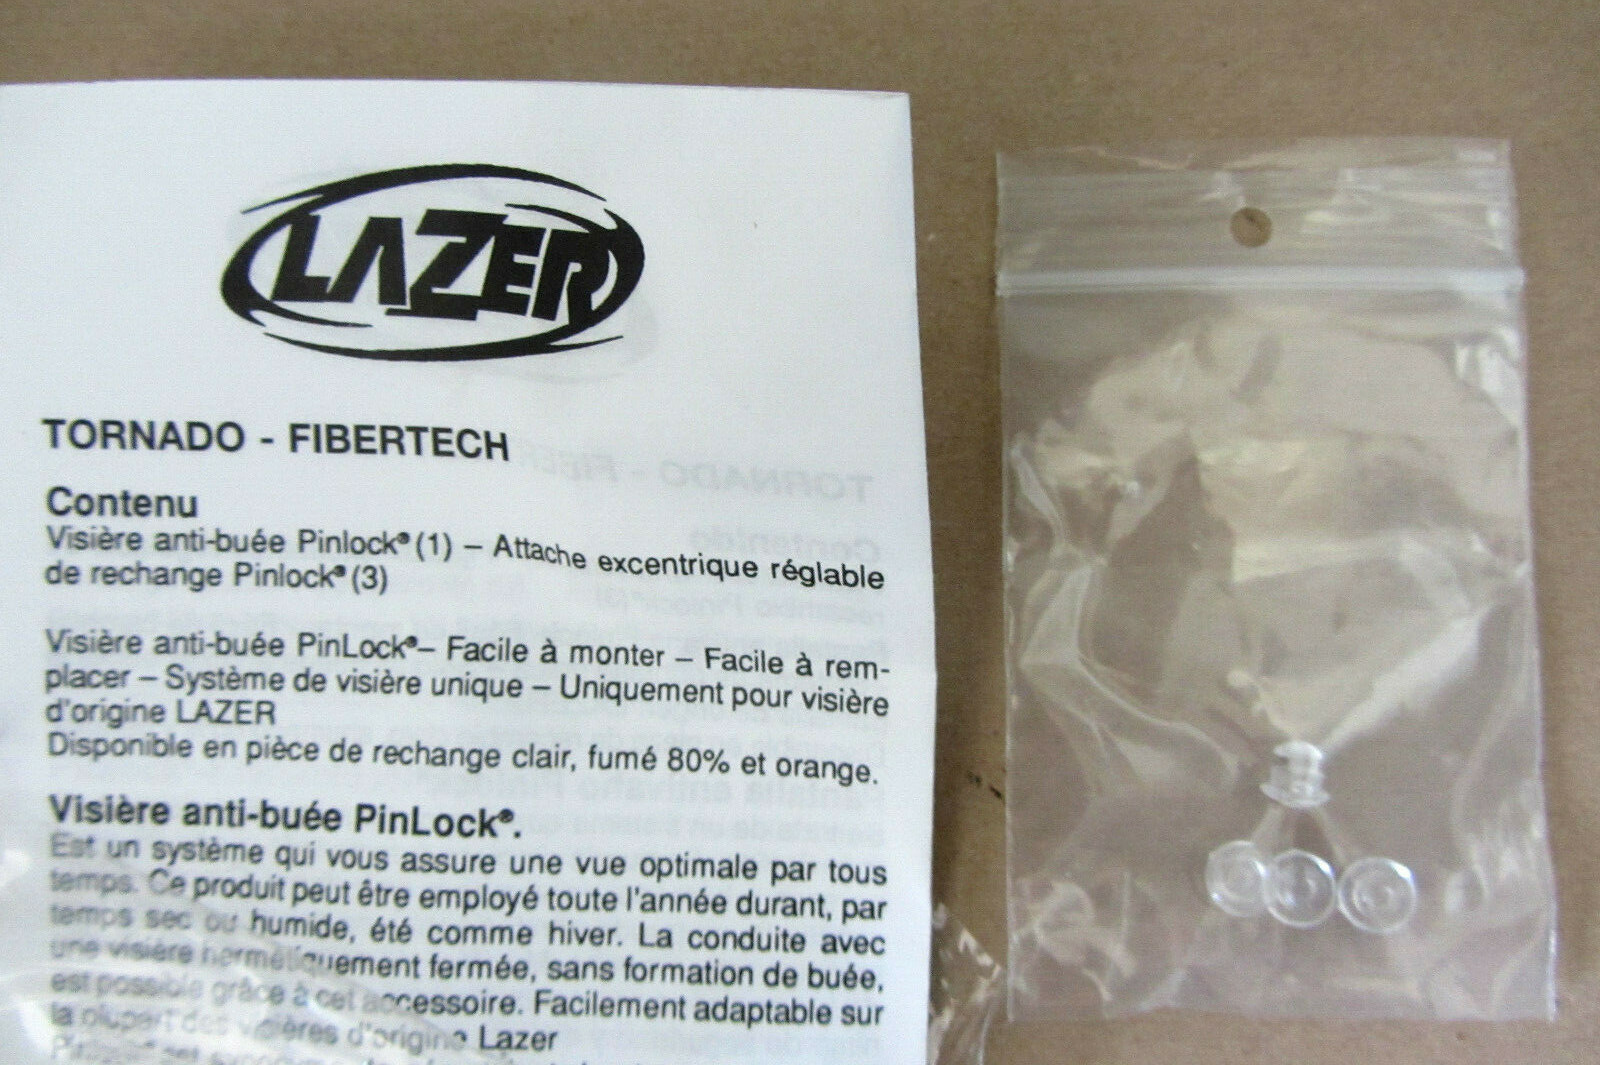 LAZER
TORNADO - FIBERTECH
Contenu
Visière anti-buée Pinlock® (1) – Attache excentrique réglable
de rechange Pinlock® (3)
Visière anti-buée PinLock®– Facile à monter – Facile à rem-
placer – Système de visière unique – Uniquement pour visière
d'origine LAZER
Disponible en pièce de rechange clair, fumé 80% et orange.
Visière anti-buée PinLock®.
Est un système qui vous assure une vue optimale par tous
temps. Ce produit peut être employé toute l'année durant, par
temps sec ou humide, été comme hiver. La conduite avec
une visière hermétiquement fermée, sans formation de buée,
est possible grâce à cet accessoire. Facilement adaptable sur
la plupart des visières d'origine Lazer